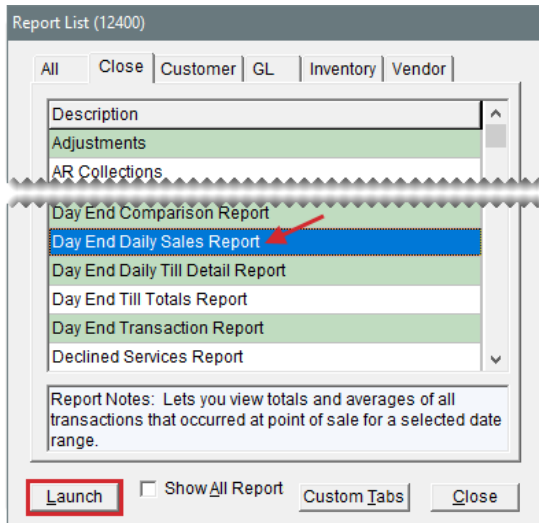 Report List (12400)
All Close Customer GL Inventory Vendor
Description
Adjustments
AR Collections
Day End Comparison Report
Day End Daily Sales Report
Day End Daily Till Detail Report
Day End Till Totals Report
Day End Transaction Report
Declined Services Report
Report Notes: Lets you view totals and averages of all
transactions that occurred at point of sale for a selected date
range.
Launch Show All Report Custom Tabs Close